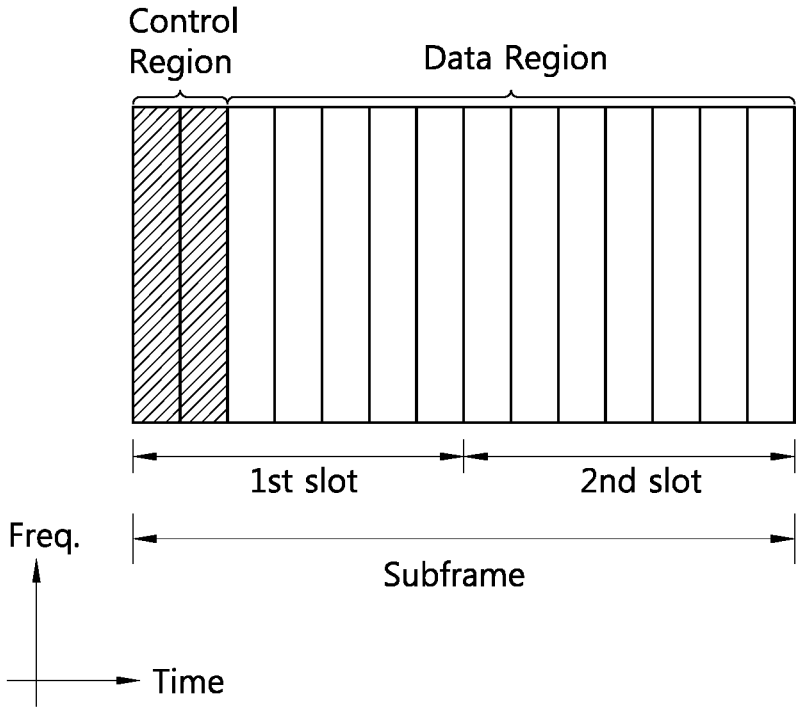 Control
Region
Data Region
1st slot
2nd slot
Subframe
Freq.
Time